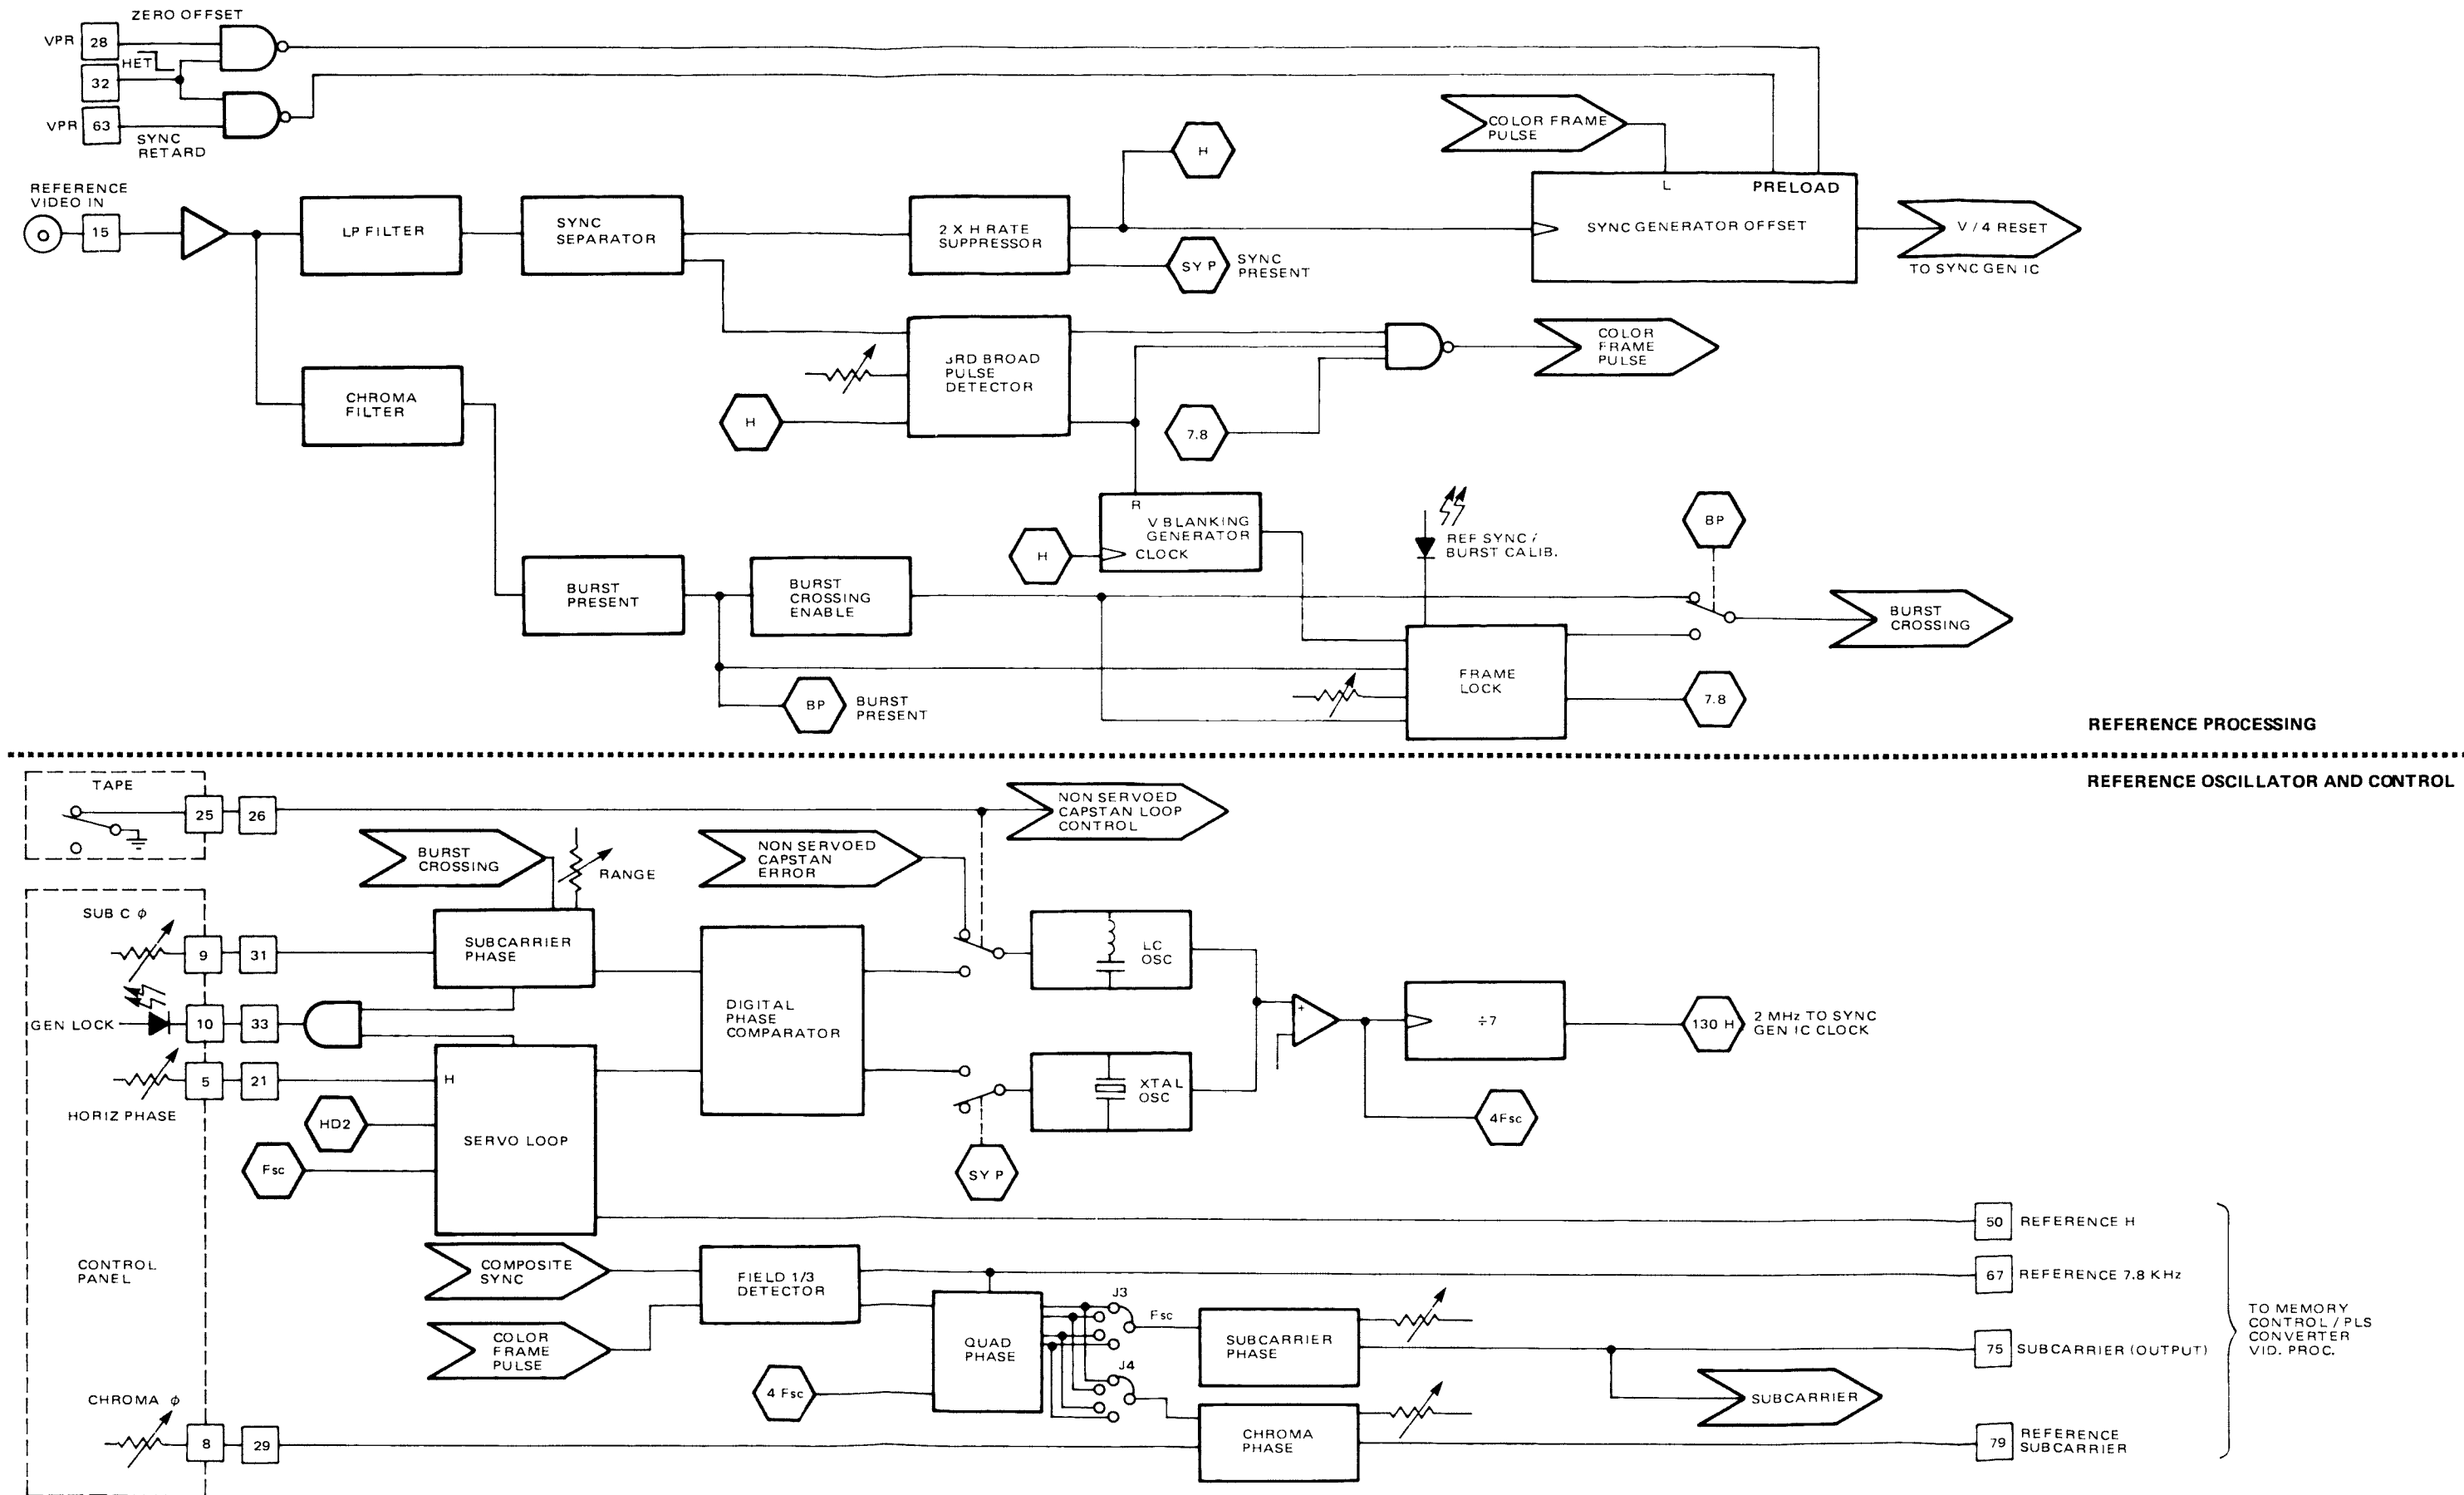 ZERO OFFSET
VPR
28
HET
32
VPR
63
SYNC
RETARD
COLOR FRAME
PULSE
H
REFERENCE
VIDEO IN
15
LP FILTER
SYNC
SEPARATOR
2 X H RATE
SUPPRESSOR
SY P
SYNC
PRESENT
L
PRELOAD
SYNC GENERATOR OFFSET
V / 4 RESET
TO SYNC GEN IC
CHROMA
FILTER
3RD BROAD
PULSE
DETECTOR
H
7.8
COLOR
FRAME
PULSE
R
V BLANKING
GENERATOR
CLOCK
H
REF SYNC /
BURST CALIB.
BP
BURST
PRESENT
BURST
CROSSING
ENABLE
BURST
CROSSING
FRAME
LOCK
BP
BURST
PRESENT
7.8
REFERENCE PROCESSING
REFERENCE OSCILLATOR AND CONTROL
TAPE
25
26
NON SERVOED
CAPSTAN LOOP
CONTROL
BURST
CROSSING
RANGE
NON SERVOED
CAPSTAN
ERROR
SUB C φ
9
31
SUBCARRIER
PHASE
LC
OSC
GEN LOCK
10
33
DIGITAL
PHASE
COMPARATOR
+
÷7
130 H
2 MHz TO SYNC
GEN IC CLOCK
5
21
H
HORIZ PHASE
XTAL
OSC
HD2
SERVO LOOP
4Fsc
Fsc
SY P
50
REFERENCE H
CONTROL
PANEL
COMPOSITE
SYNC
FIELD 1/3
DETECTOR
67
REFERENCE 7.8 KHz
J3
Fsc
COLOR
FRAME
PULSE
QUAD
PHASE
SUBCARRIER
PHASE
75
SUBCARRIER (OUTPUT)
TO MEMORY
CONTROL / PLS
CONVERTER
VID. PROC.
J4
4 Fsc
SUBCARRIER
CHROMA φ
8
29
CHROMA
PHASE
79
REFERENCE
SUBCARRIER